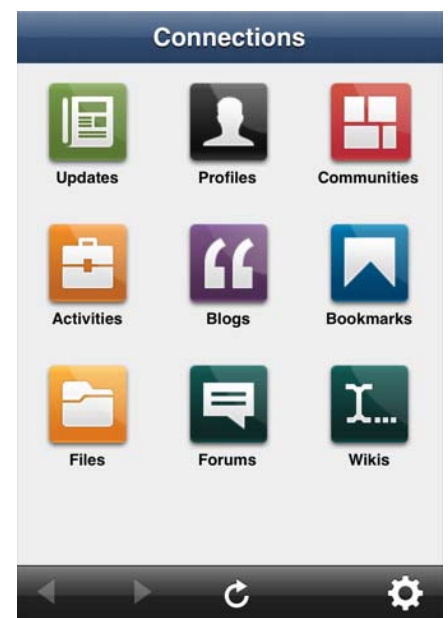 Connections
Updates Profiles Communities
Activities Blogs Bookmarks
Files Forums Wikis